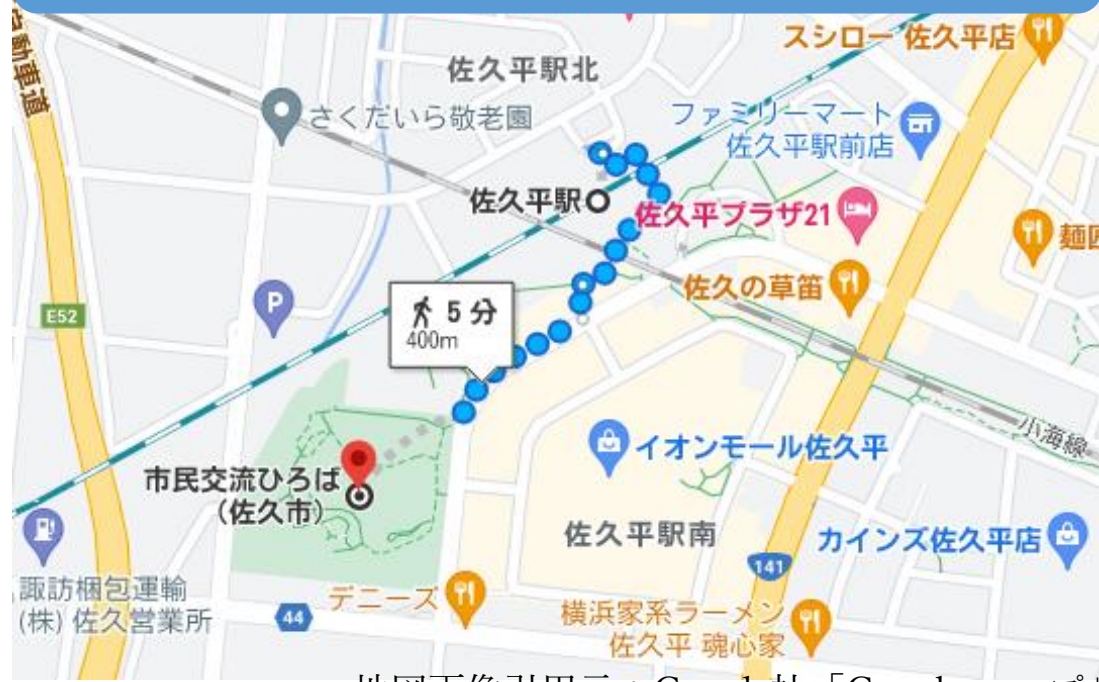 スシロー 佐久平店
自動車道
佐久平駅北
さくだいら敬老園
ファミリーマート
佐久平駅前店
佐久平駅
佐久平プラザ21
麺匠
佐久の草笛
E52
P
5 分
400m
小海線
イオンモール佐久平
市民交流ひろば
(佐久市)
佐久平駅南
カインズ佐久平店
141
諏訪梱包運輸
(株) 佐久営業所
デニーズ
44
横浜家系ラーメン
佐久平 魂心家